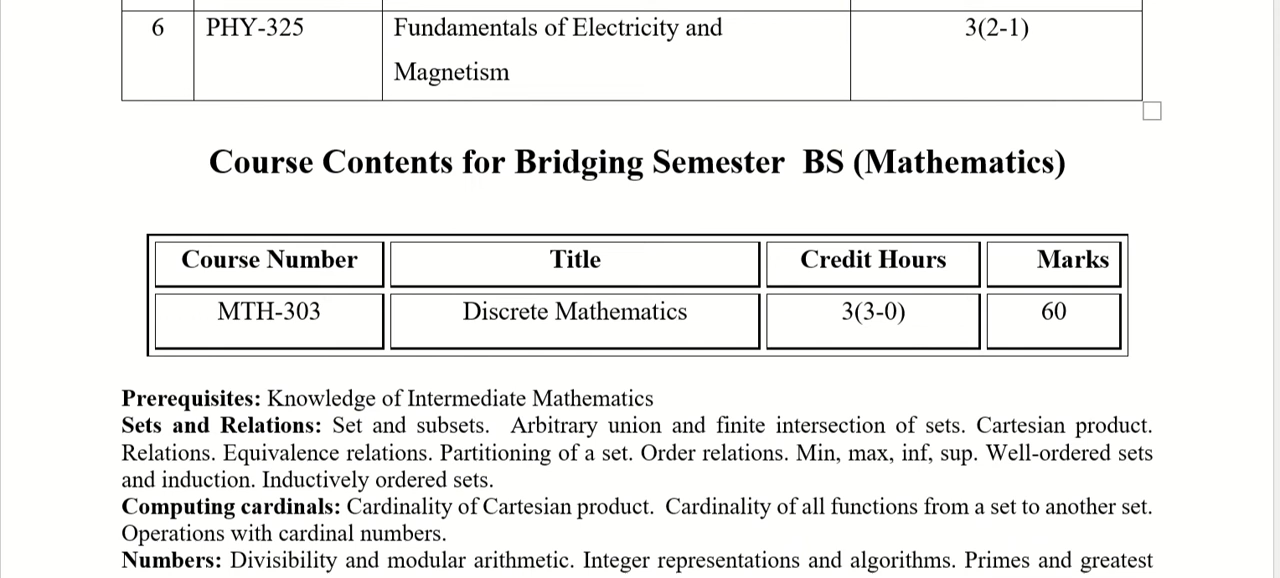 6 PHY-325 Fundamentals of Electricity and 3(2-1)
Magnetism
Course Contents for Bridging Semester BS (Mathematics)
Course Number Title Credit Hours Marks
MTH-303 Discrete Mathematics 3(3-0) 60
Prerequisites: Knowledge of Intermediate Mathematics
Sets and Relations: Set and subsets. Arbitrary union and finite intersection of sets. Cartesian product.
Relations. Equivalence relations. Partitioning of a set. Order relations. Min, max, inf, sup. Well-ordered sets
and induction. Inductively ordered sets.
Computing cardinals: Cardinality of Cartesian product. Cardinality of all functions from a set to another set.
Operations with cardinal numbers.
Numbers: Divisibility and modular arithmetic. Integer representations and algorithms. Primes and greatest